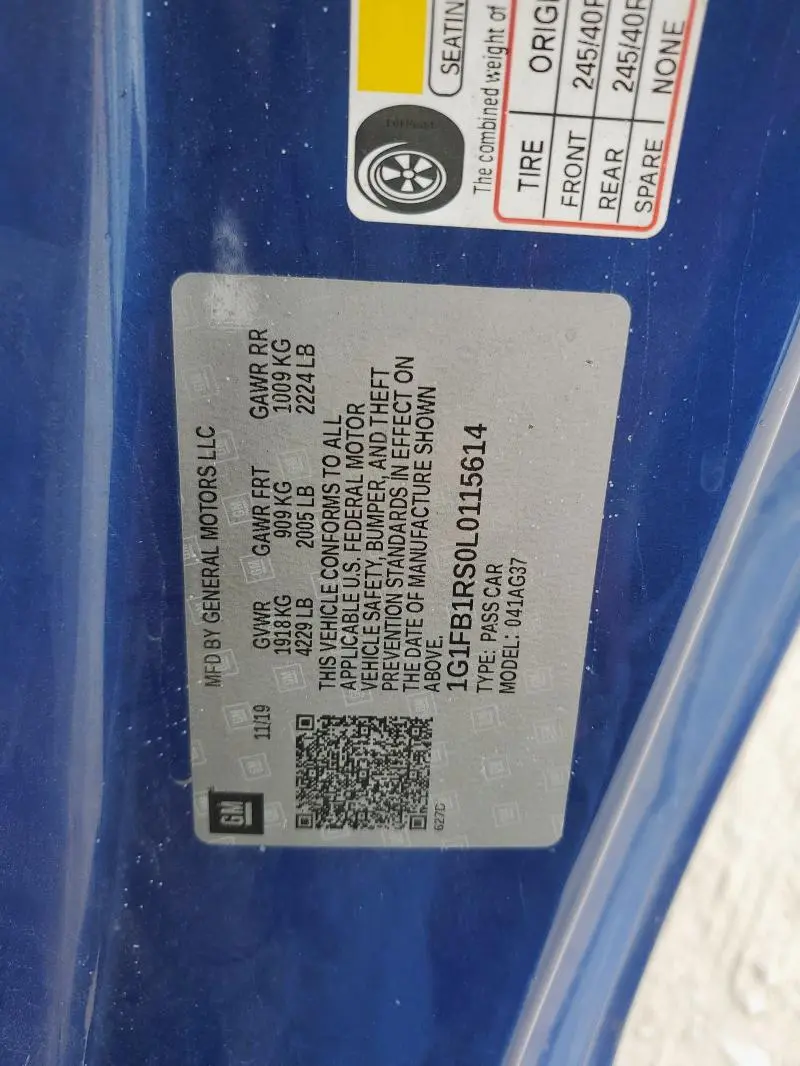 MFD BY GENERAL MOTORS LLC
GM
11/19
GVWR GAWR FRT GAWR RR
1918 KG 909 KG 1009 KG
4229 LB 2005 LB 2224 LB
THIS VEHICLE CONFORMS TO ALL
APPLICABLE U.S. FEDERAL MOTOR
VEHICLE SAFETY, BUMPER, AND THEFT
PREVENTION STANDARDS IN EFFECT ON
THE DATE OF MANUFACTURE SHOWN
ABOVE.
1G1FB1RS0L0115614
TYPE: PASS CAR
MODEL: 041AG37
627C
SEATIN
The combined weight of
TIRE ORIGI
FRONT 245/40R
REAR 245/40R
SPARE NONE